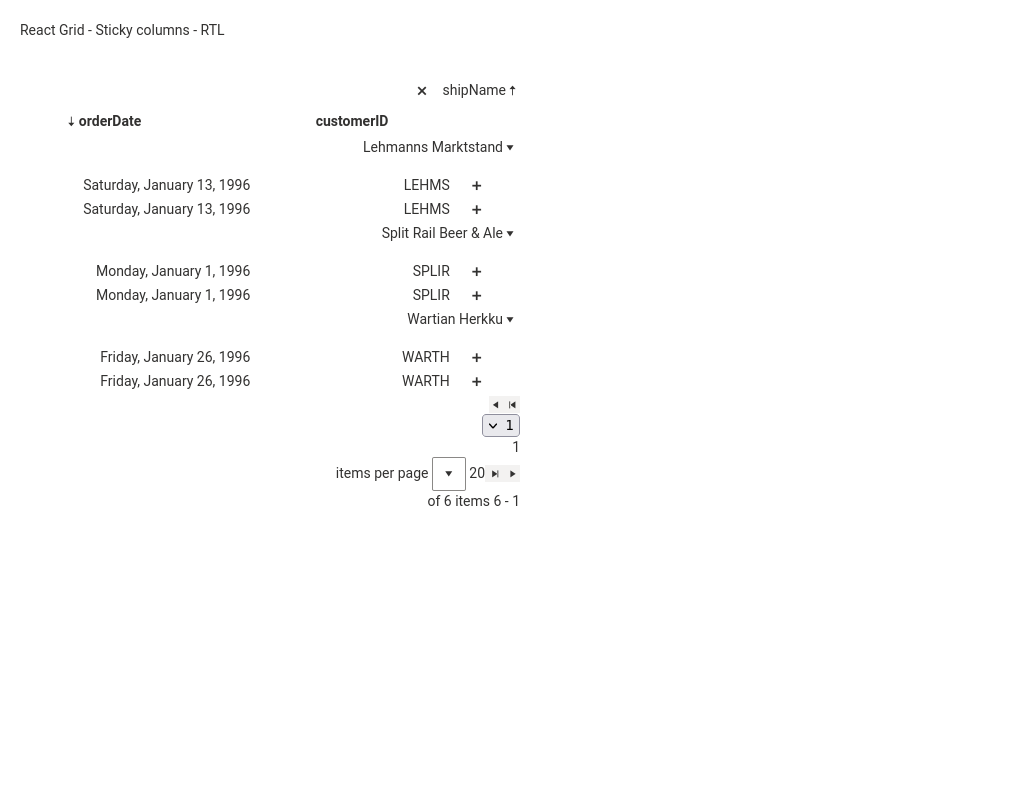 React Grid - Sticky columns - RTL
shipName
orderDate customerID
Lehmanns Marktstand
Saturday, January 13, 1996 LEHMS
Saturday, January 13, 1996 LEHMS
Split Rail Beer & Ale
Monday, January 1, 1996 SPLIR
Monday, January 1, 1996 SPLIR
Wartian Herkku
Friday, January 26, 1996 WARTH
Friday, January 26, 1996 WARTH
1
1
items per page 20
of 6 items 6 - 1